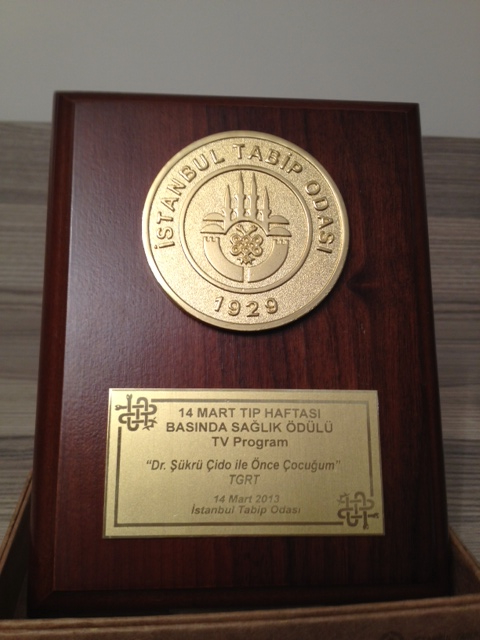 İSTANBUL TABİP ODASI
1929
14 MART TIP HAFTASI
BASINDA SAĞLIK ÖDÜLÜ
TV Program
"Dr. Şükrü Çido ile Önce Çocuğum"
TGRT
14 Mart 2013
İstanbul Tabip Odası